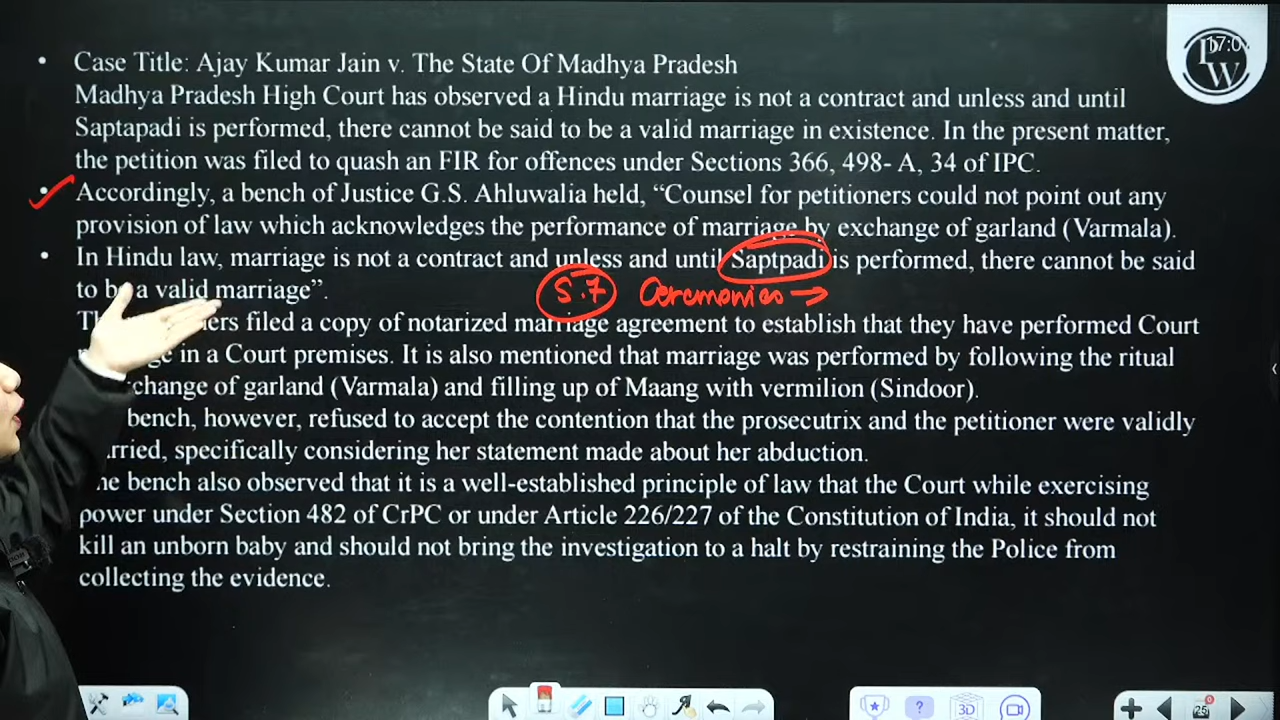 • Case Title: Ajay Kumar Jain v. The State Of Madhya Pradesh
Madhya Pradesh High Court has observed a Hindu marriage is not a contract and unless and until
Saptapadi is performed, there cannot be said to be a valid marriage in existence. In the present matter,
the petition was filed to quash an FIR for offences under Sections 366, 498- A, 34 of IPC.
• Accordingly, a bench of Justice G.S. Ahluwalia held, “Counsel for petitioners could not point out any
provision of law which acknowledges the performance of marriage by exchange of garland (Varmala).
• In Hindu law, marriage is not a contract and unless and until Saptpadi is performed, there cannot be said
to be a valid marriage”.
S.7 Ceremonies →
filed a copy of notarized marriage agreement to establish that they have performed Court
in a Court premises. It is also mentioned that marriage was performed by following the ritual
garland (Varmala) and filling up of Maang with vermilion (Sindoor).
bench, however, refused to accept the contention that the prosecutrix and the petitioner were validly
specifically considering her statement made about her abduction.
bench also observed that it is a well-established principle of law that the Court while exercising
power under Section 482 of CrPC or under Article 226/227 of the Constitution of India, it should not
kill an unborn baby and should not bring the investigation to a halt by restraining the Police from
collecting the evidence.
3D
25